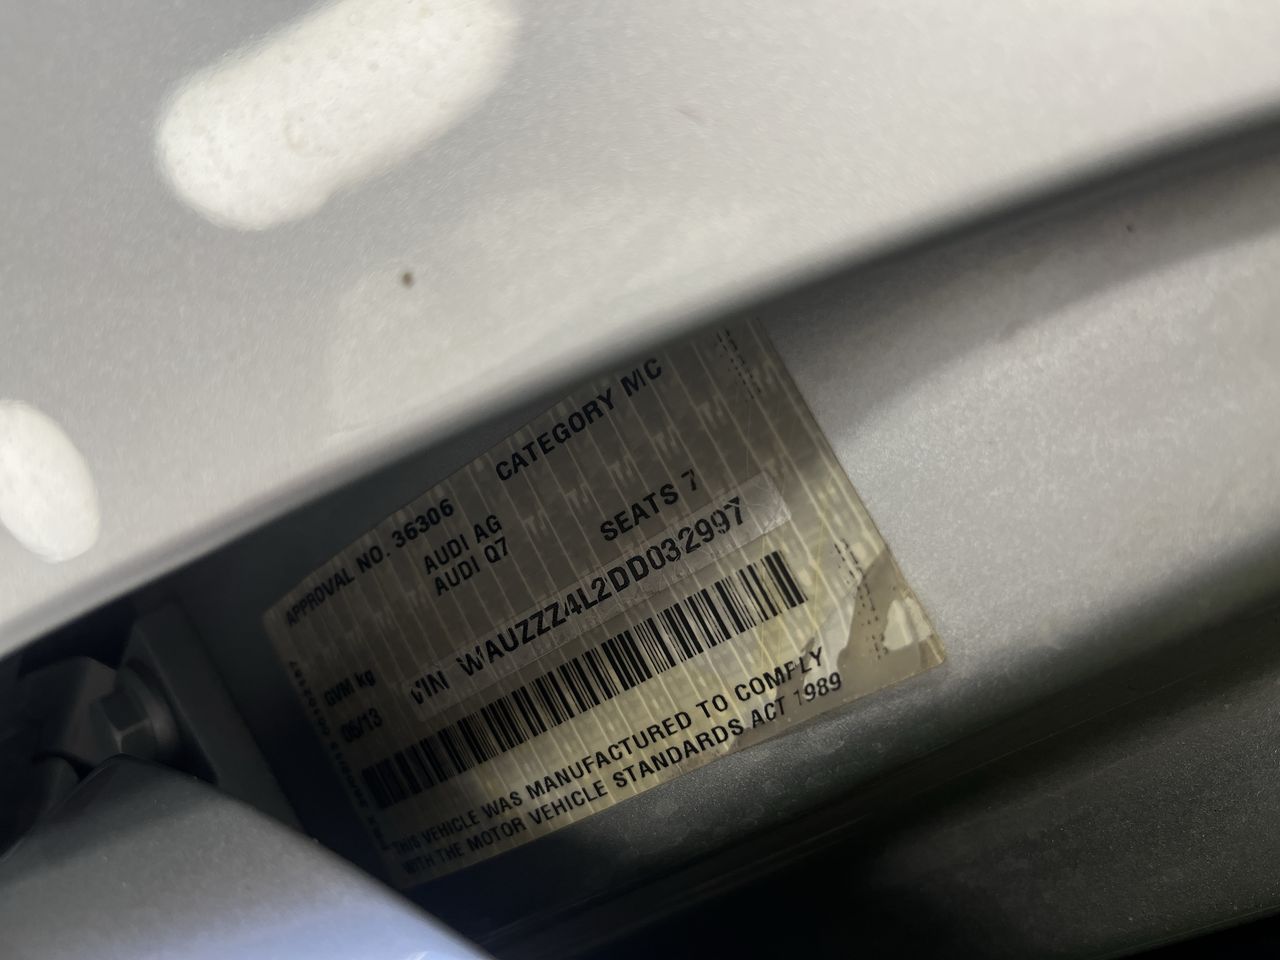 APPROVAL NO. 36306 CATEGORY MC
AUDI AG
AUDI Q7 SEATS 7
GVM kg
06/13 VIN WAUZZZ4L2DD032997
THIS VEHICLE WAS MANUFACTURED TO COMPLY
WITH THE MOTOR VEHICLE STANDARDS ACT 1989